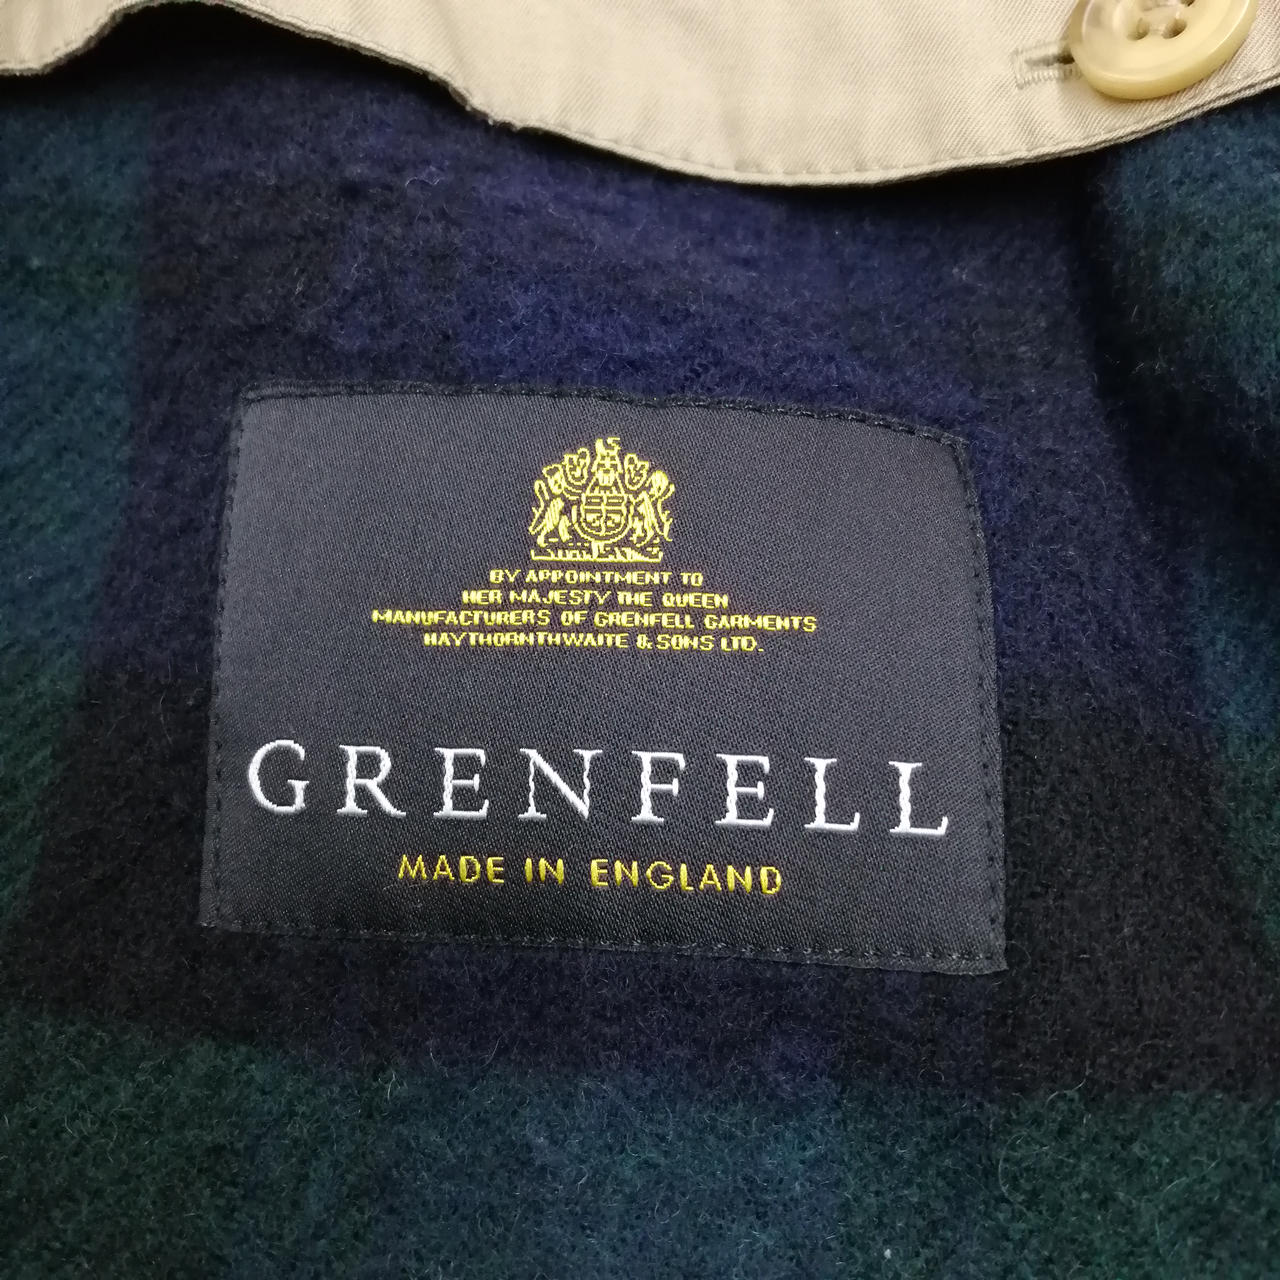 BY APPOINTMENT TO
HER MAJESTY THE QUEEN
MANUFACTURERS OF GRENFELL GARMENTS
HAYTHORNTHWAITE & SONS LTD.
GRENFELL
MADE IN ENGLAND